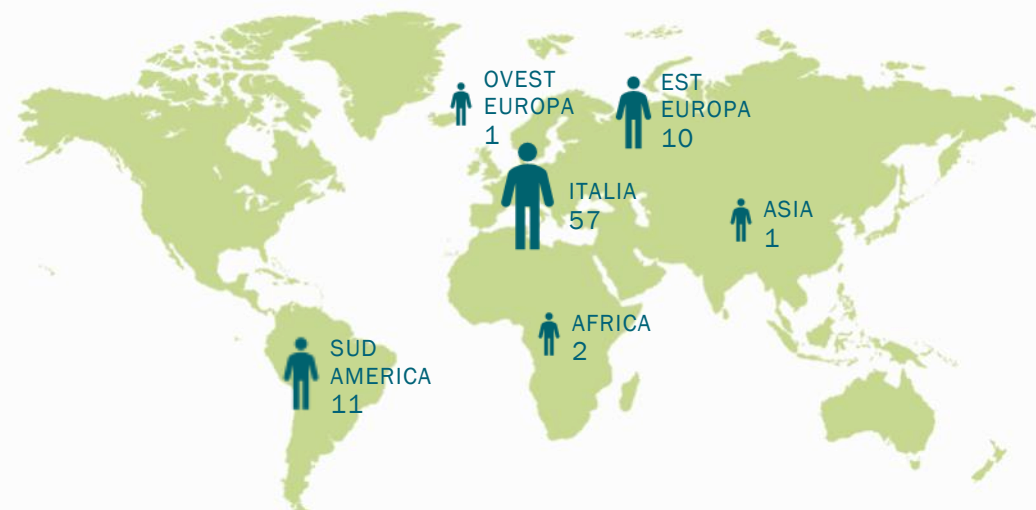 OVEST
EUROPA
1
EST
EUROPA
10
ITALIA
57
ASIA
1
AFRICA
2
SUD
AMERICA
11